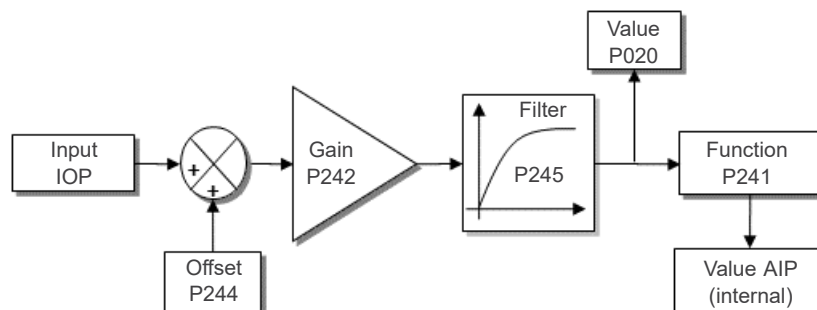 Value
P020
Input
IOP
+
+
Offset
P244
Gain
P242
Filter
P245
Function
P241
Value AIP
(internal)